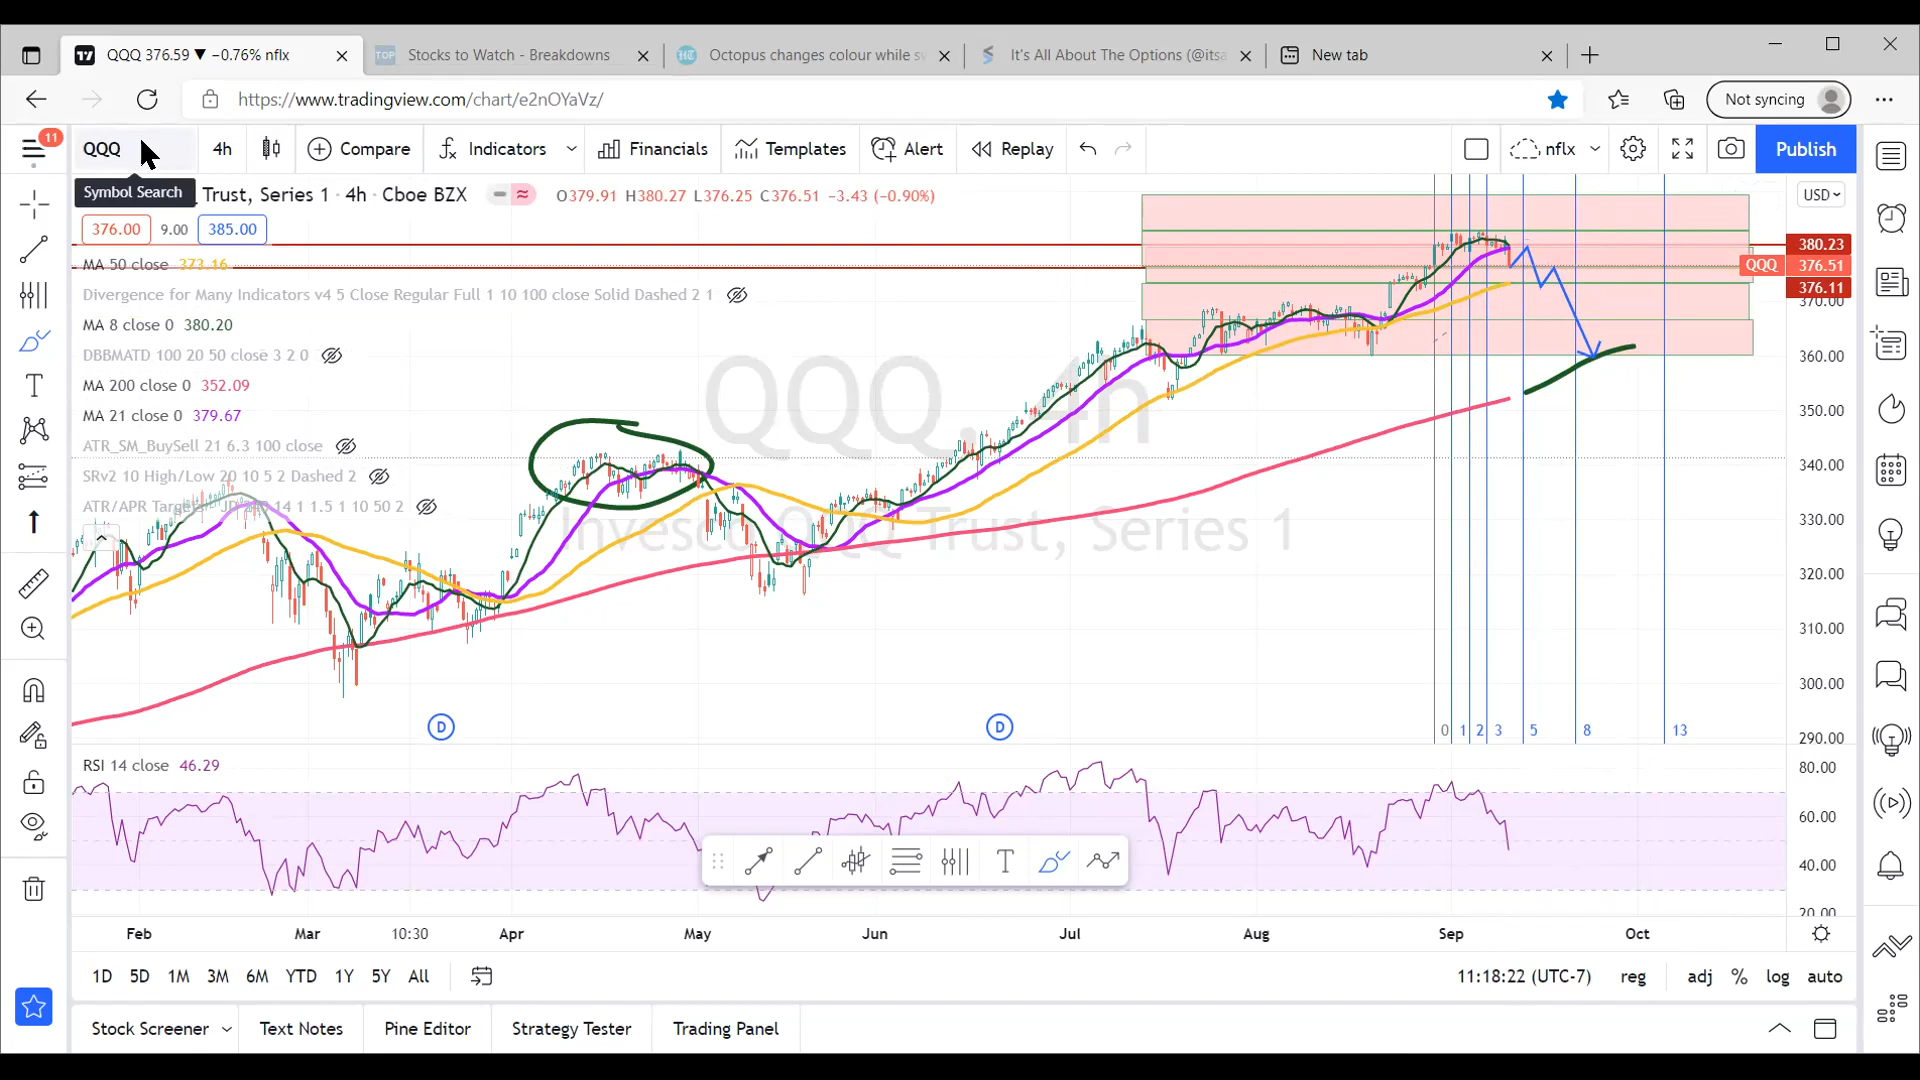 QQQ 376.59 ▼ −0.76% nflx
Stocks to Watch - Breakdowns
Octopus changes colour while sw
It's All About The Options (@itsa
New tab
https://www.tradingview.com/chart/e2nOYaVz/
Not syncing
11
QQQ
4h
Compare
Indicators
Financials
Templates
Alert
Replay
nflx
Publish
Symbol Search
Trust, Series 1 · 4h · Cboe BZX
O379.91 H380.27 L376.25 C376.51 −3.43 (−0.90%)
USD
376.00
9.00
385.00
380.23
MA 50 close 373.16
QQQ 376.51
376.11
Divergence for Many Indicators v4 5 Close Regular Full 1 10 100 close Solid Dashed 2 1
370.00
MA 8 close 0 380.20
DBBMATD 100 20 50 close 3 2 0
360.00
MA 200 close 0 352.09
MA 21 close 0 379.67
350.00
QQQ, 4h
ATR_SM_BuySell 21 6.3 100 close
340.00
SRv2 10 High/Low 20 10 5 2 Dashed 2
330.00
Invesco QQQ Trust, Series 1
320.00
310.00
300.00
D
D
0 1 2 3 5 8 13
290.00
RSI 14 close 46.29
80.00
60.00
40.00
20.00
T
Feb Mar 10:30 Apr May Jun Jul Aug Sep Oct
1D 5D 1M 3M 6M YTD 1Y 5Y All
11:18:22 (UTC-7)
reg
adj
%
log
auto
Stock Screener
Text Notes
Pine Editor
Strategy Tester
Trading Panel